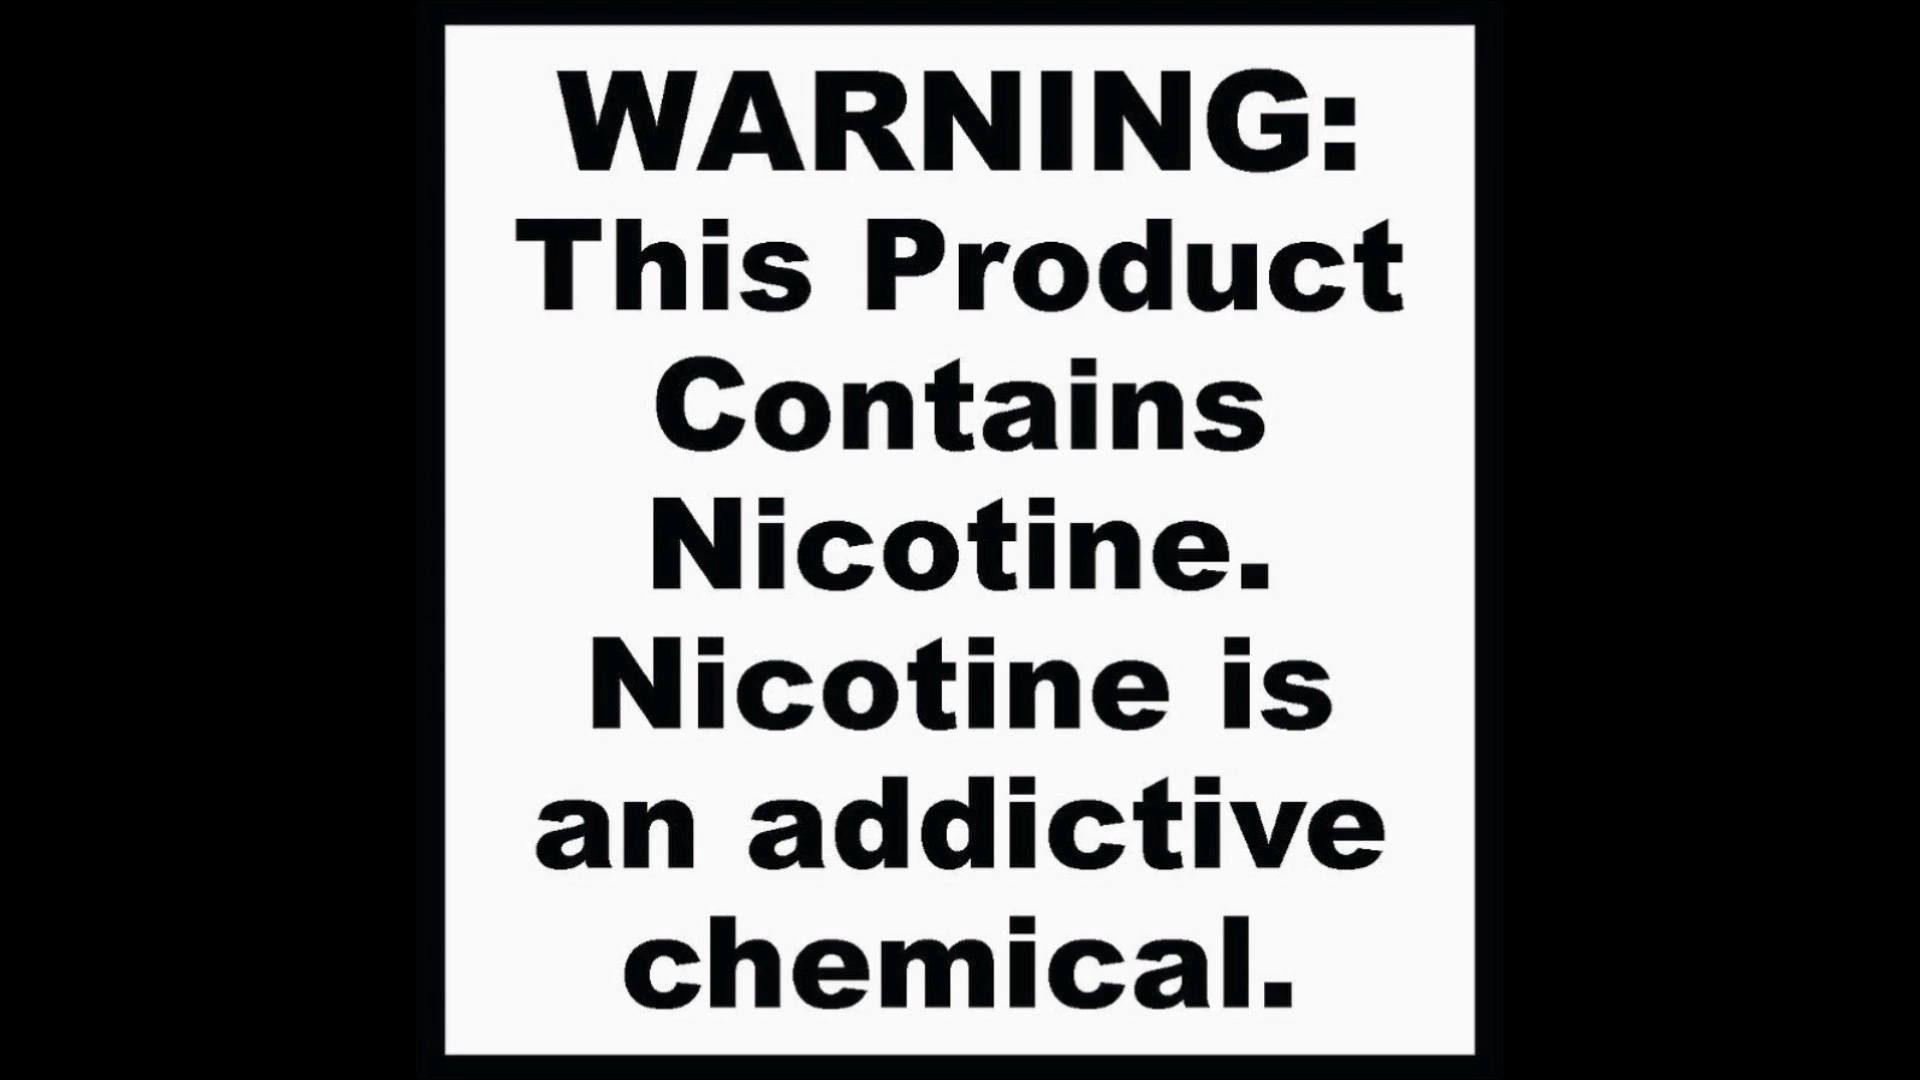 WARNING:
This Product
Contains
Nicotine.
Nicotine is
an addictive
chemical.